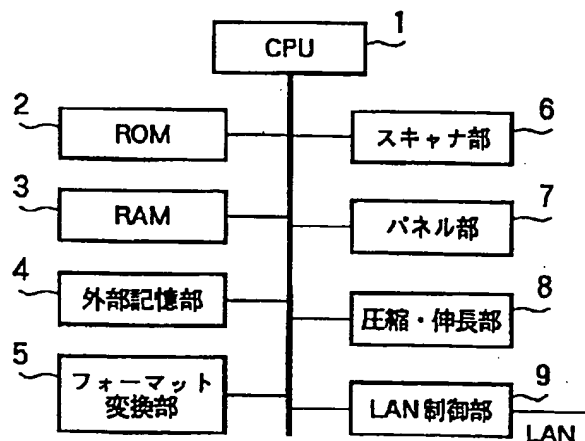 1
CPU
2
ROM
6
スキャナ部
3
RAM
7
パネル部
4
外部記憶部
8
圧縮・伸長部
5
フォーマット
変換部
9
LAN制御部
LAN